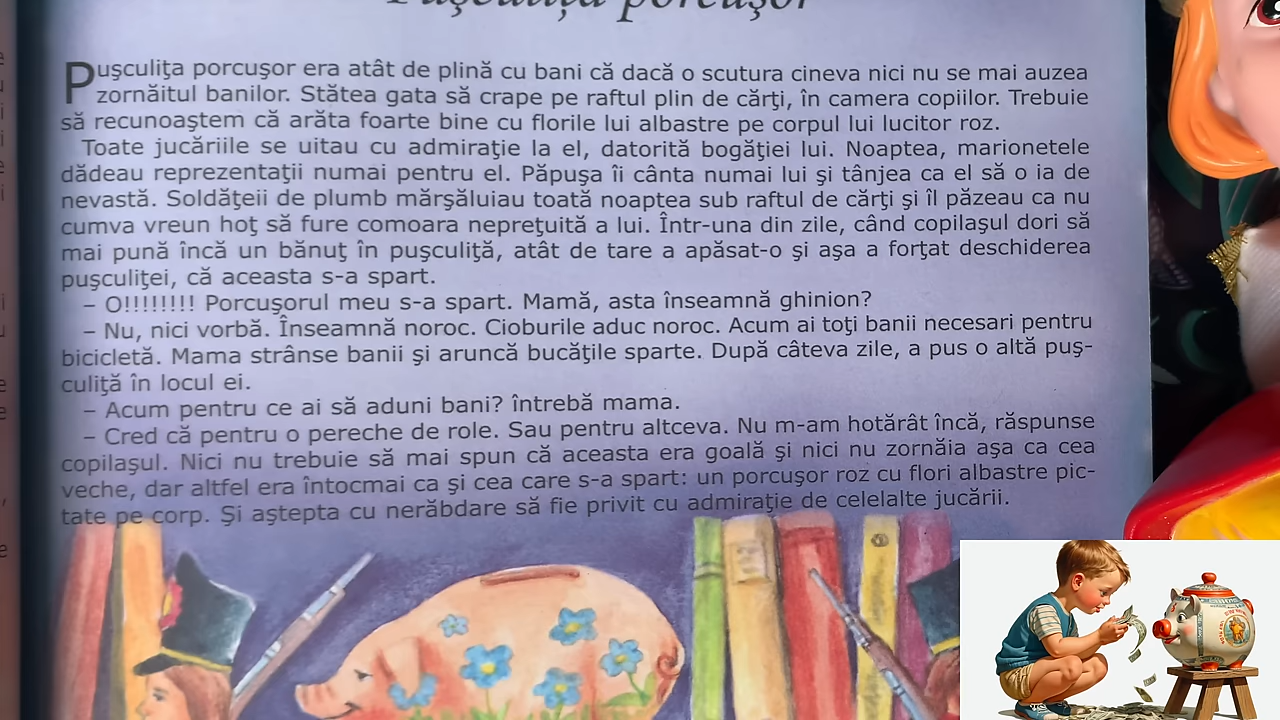 Puşculiţa porcuşor
Puşculiţa porcuşor era atât de plină cu bani că dacă o scutura cineva nici nu se mai auzea
zornăitul banilor. Stătea gata să crape pe raftul plin de cărţi, în camera copiilor. Trebuie
să recunoaştem că arăta foarte bine cu florile lui albastre pe corpul lui lucitor roz.
Toate jucăriile se uitau cu admiraţie la el, datorită bogăţiei lui. Noaptea, marionetele
dădeau reprezentaţii numai pentru el. Păpuşa îi cânta numai lui şi tânjea ca el să o ia de
nevastă. Soldăţeii de plumb mărşăluiau toată noaptea sub raftul de cărţi şi îl păzeau ca nu
cumva vreun hoţ să fure comoara nepreţuită a lui. Într-una din zile, când copilaşul dori să
mai pună încă un bănuţ în puşculiţă, atât de tare a apăsat-o şi aşa a forţat deschiderea
puşculiţei, că aceasta s-a spart.
– O!!!!!!!! Porcuşorul meu s-a spart. Mamă, asta înseamnă ghinion?
– Nu, nici vorbă. Înseamnă noroc. Cioburile aduc noroc. Acum ai toţi banii necesari pentru
bicicletă. Mama strânse banii şi aruncă bucăţile sparte. După câteva zile, a pus o altă puş-
culiţă în locul ei.
– Acum pentru ce ai să aduni bani? întrebă mama.
– Cred că pentru o pereche de role. Sau pentru altceva. Nu m-am hotărât încă, răspunse
copilaşul. Nici nu trebuie să mai spun că aceasta era goală şi nici nu zornăia aşa ca cea
veche, dar altfel era întocmai ca şi cea care s-a spart: un porcuşor roz cu flori albastre pic-
tate pe corp. Şi aştepta cu nerăbdare să fie privit cu admiraţie de celelalte jucării.